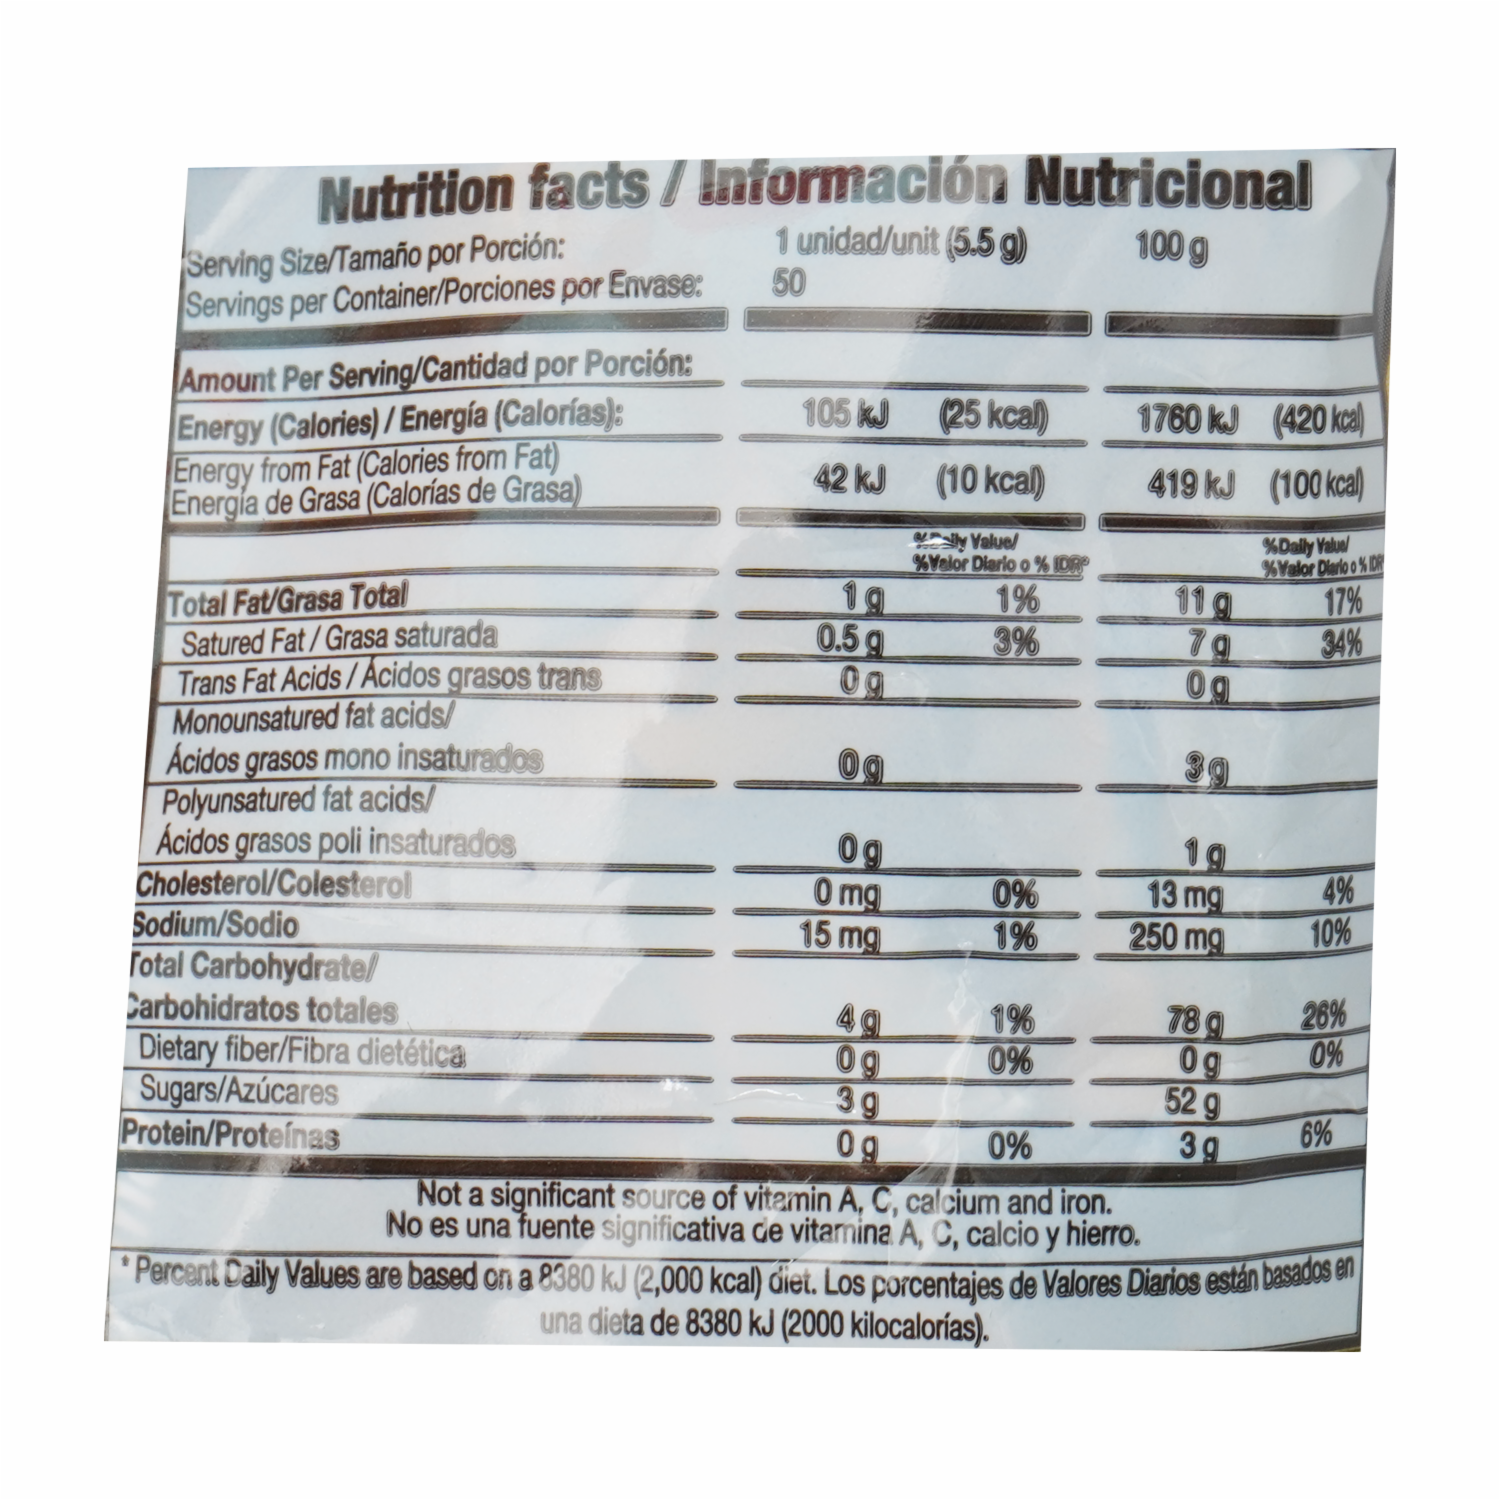 Nutrition facts / Información Nutricional
Serving Size/Tamaño por Porción: 1 unidad/unit (5.5 g) 100 g
Servings per Container/Porciones por Envase: 50
Amount Per Serving/Cantidad por Porción:
Energy (Calories) / Energía (Calorías): 105 kJ (25 kcal) 1760 kJ (420 kcal)
Energy from Fat (Calories from Fat)
Energía de Grasa (Calorías de Grasa) 42 kJ (10 kcal) 419 kJ (100 kcal)
%Daily Value/ %Daily Value/
%Valor Diario o % IDR* %Valor Diario o % IDR
Total Fat/Grasa Total 1 g 1% 11 g 17%
Satured Fat / Grasa saturada 0.5 g 3% 7 g 34%
Trans Fat Acids / Ácidos grasos trans 0 g 0 g
Monounsatured fat acids/
Ácidos grasos mono insaturados 0 g 3 g
Polyunsatured fat acids/
Ácidos grasos poli insaturados 0 g 1 g
Cholesterol/Colesterol 0 mg 0% 13 mg 4%
Sodium/Sodio 15 mg 1% 250 mg 10%
Total Carbohydrate/
Carbohidratos totales 4 g 1% 78 g 26%
Dietary fiber/Fibra dietética 0 g 0% 0 g 0%
Sugars/Azúcares 3 g 52 g
Protein/Proteínas 0 g 0% 3 g 6%
Not a significant source of vitamin A, C, calcium and iron.
No es una fuente significativa de vitamina A, C, calcio y hierro.
* Percent Daily Values are based on a 8380 kJ (2,000 kcal) diet. Los porcentajes de Valores Diarios están basados en
una dieta de 8380 kJ (2000 kilocalorías).